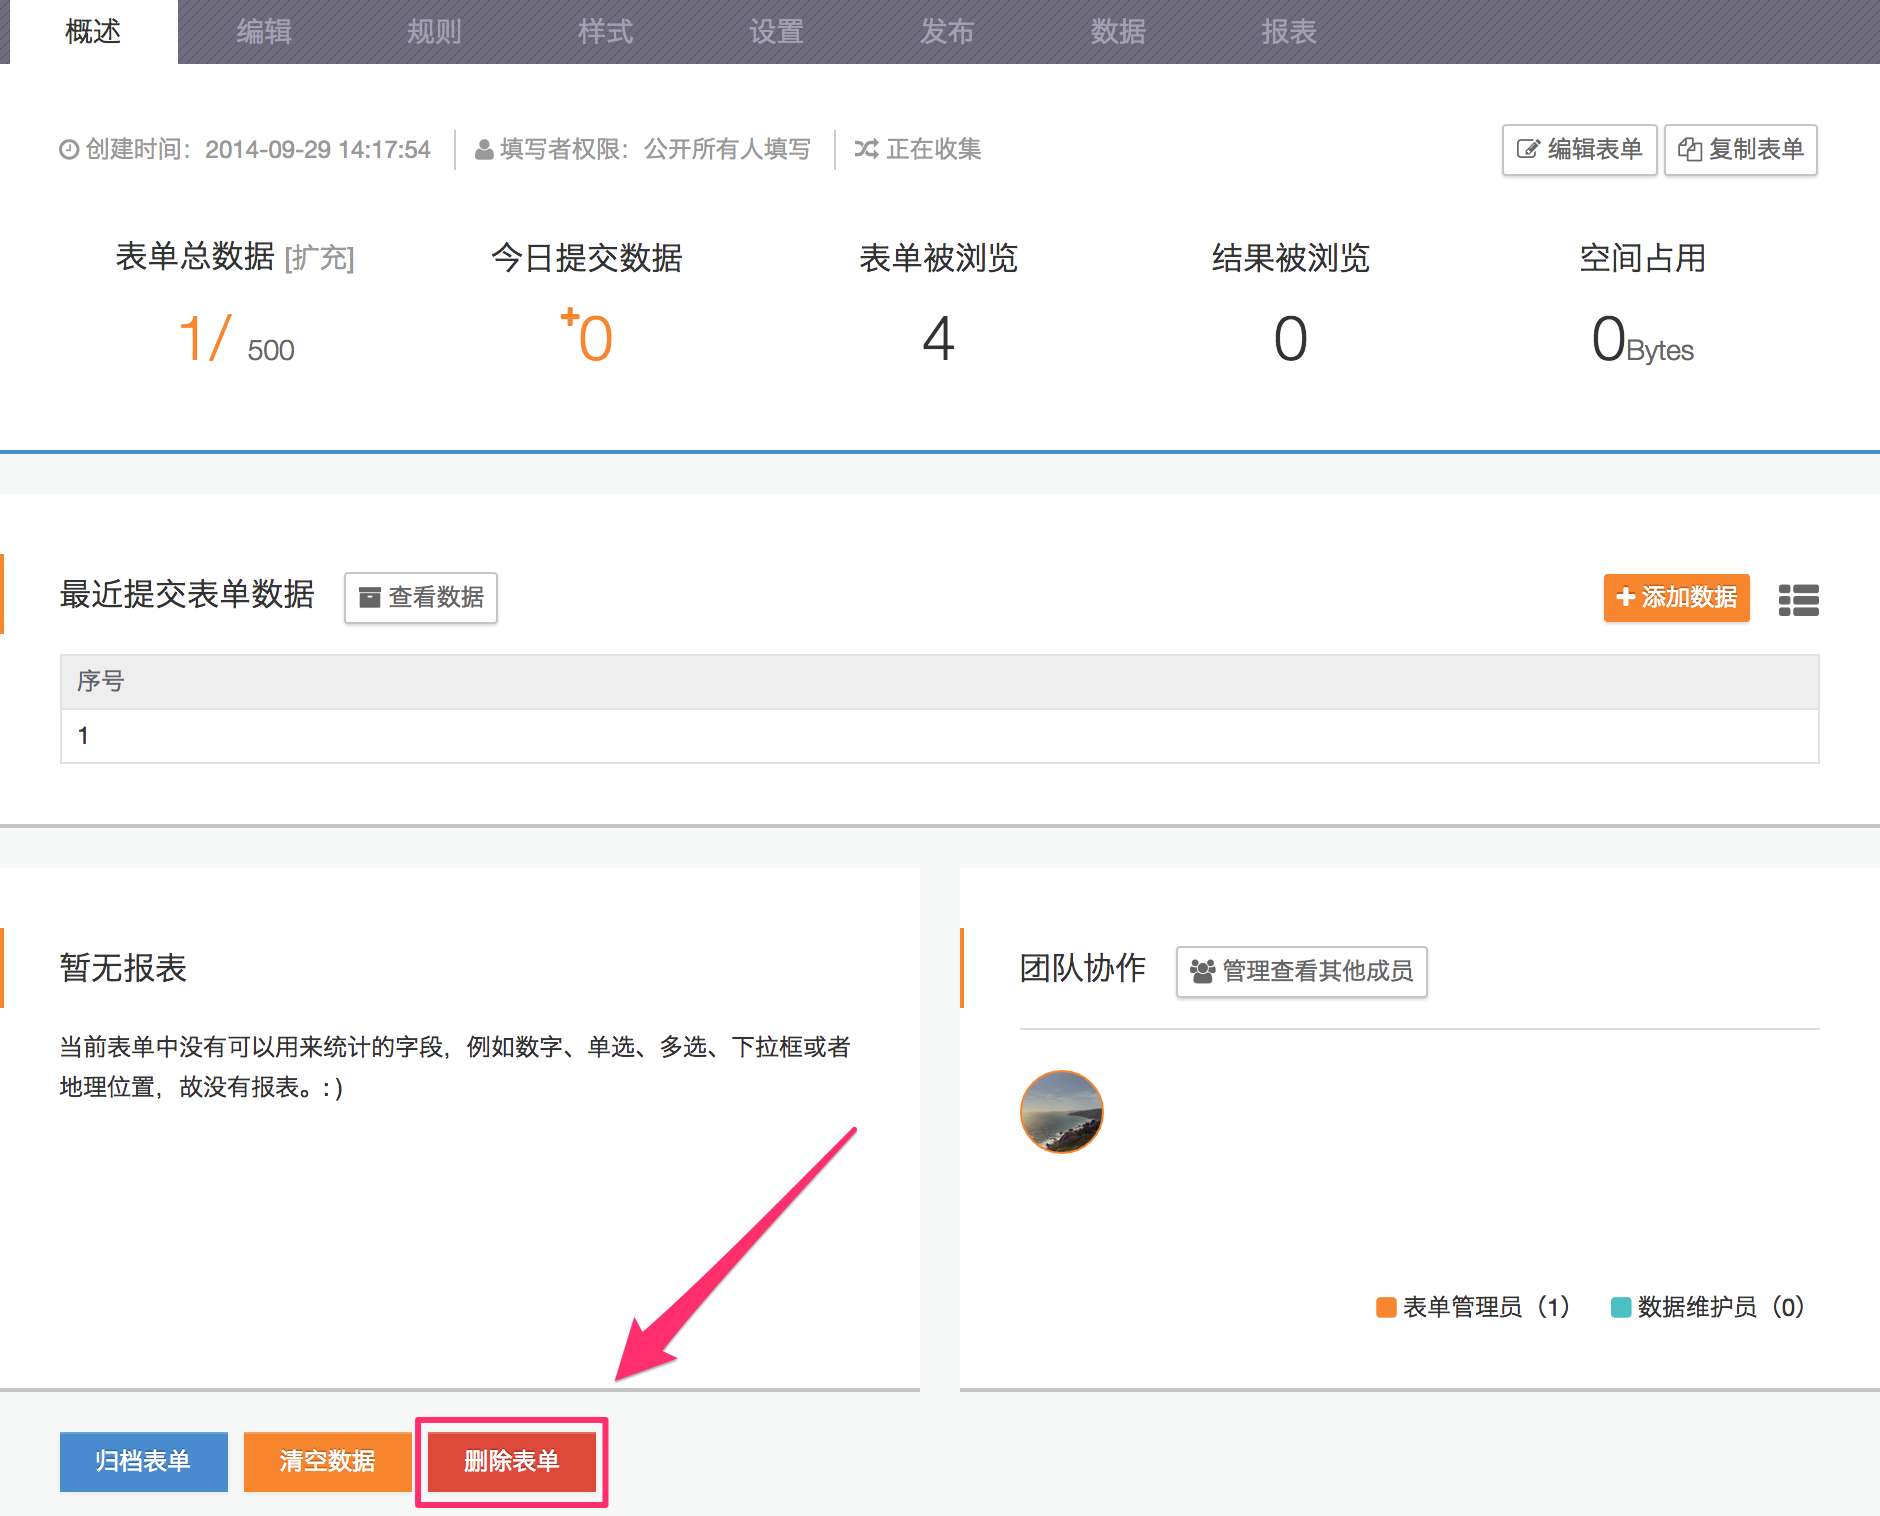 概述 编辑 规则 样式 设置 发布 数据 报表
创建时间：2014-09-29 14:17:54 填写者权限：公开所有人填写 正在收集 编辑表单 复制表单
表单总数据 [扩充] 今日提交数据 表单被浏览 结果被浏览 空间占用
1/ 500 +0 4 0 0Bytes
最近提交表单数据 查看数据 添加数据
序号
1
暂无报表
当前表单中没有可以用来统计的字段，例如数字、单选、多选、下拉框或者
地理位置，故没有报表。: )
团队协作 管理查看其他成员
表单管理员（1） 数据维护员（0）
归档表单 清空数据 删除表单